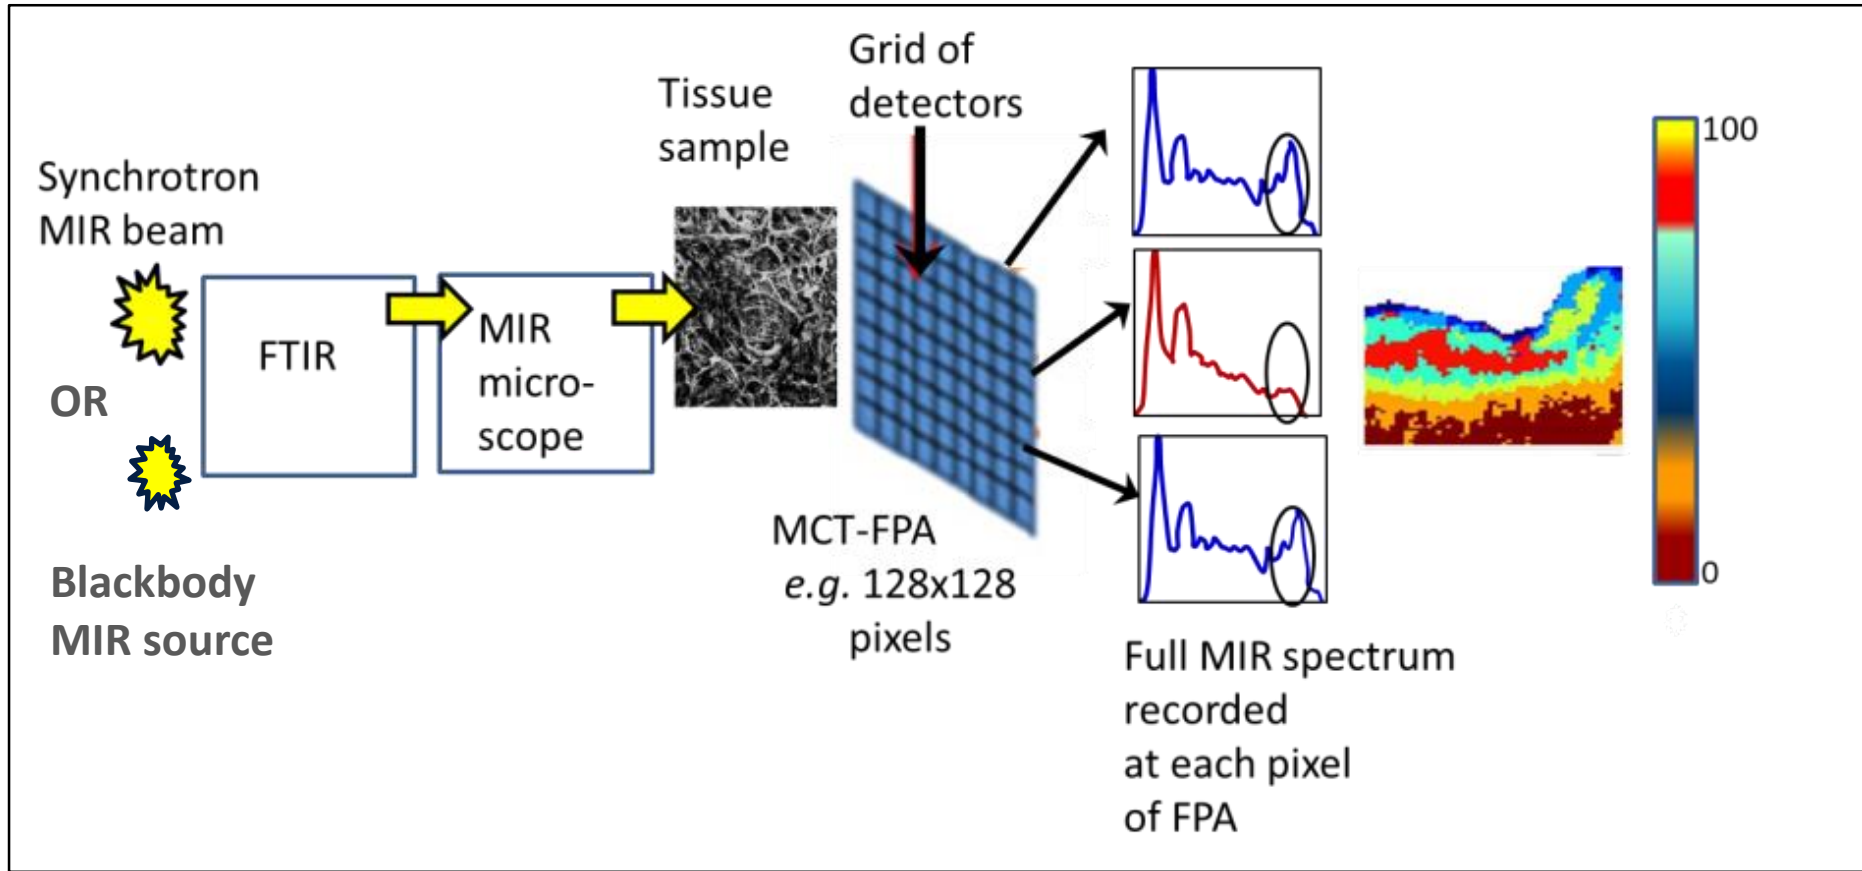 Synchrotron
MIR beam
OR
Blackbody
MIR source
FTIR
MIR
micro-
scope
Tissue
sample
Grid of
detectors
MCT-FPA
e.g. 128x128
pixels
Full MIR spectrum
recorded
at each pixel
of FPA
100
0